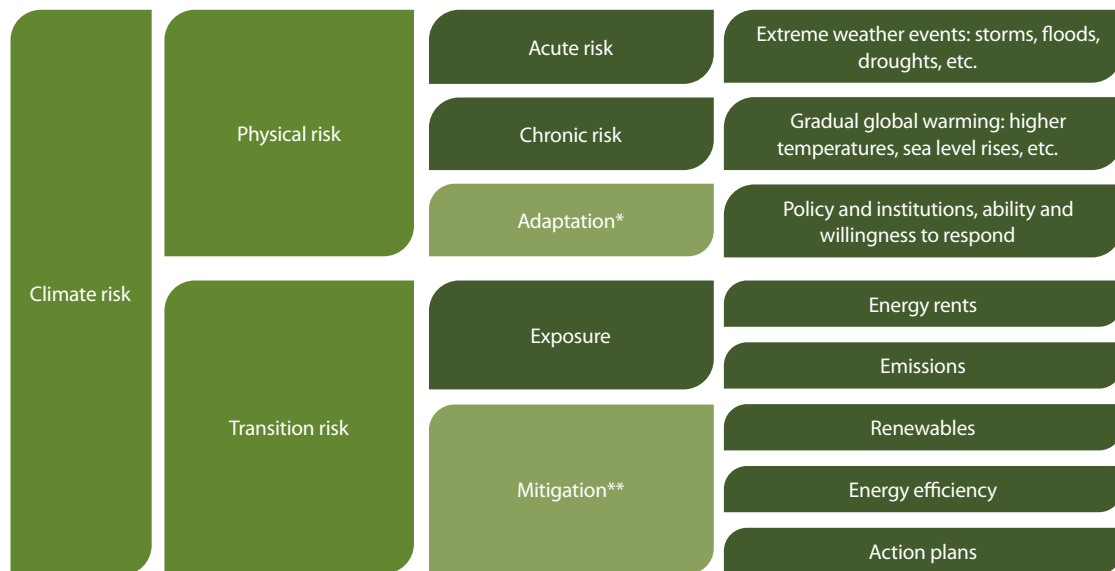 Climate risk
Physical risk
Acute risk
Extreme weather events: storms, floods,
droughts, etc.
Chronic risk
Gradual global warming: higher
temperatures, sea level rises, etc.
Adaptation*
Policy and institutions, ability and
willingness to respond
Transition risk
Exposure
Energy rents
Emissions
Mitigation**
Renewables
Energy efficiency
Action plans